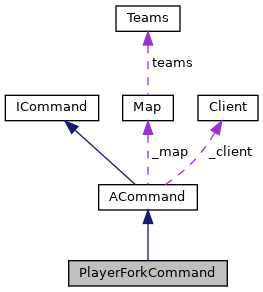 Teams
teams
ICommand
Map
Client
_map
_client
ACommand
PlayerForkCommand